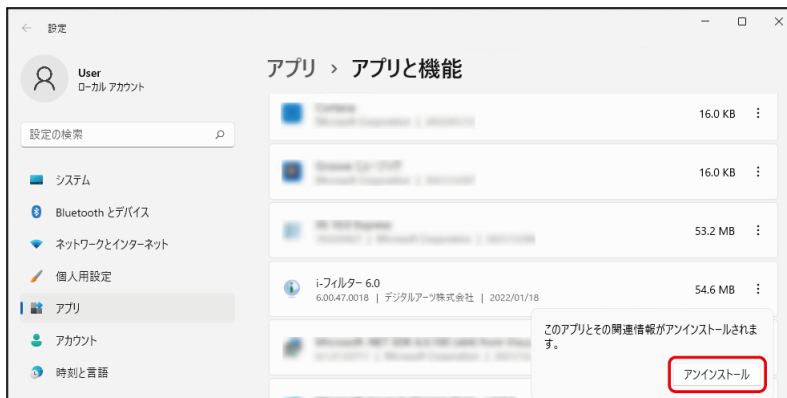 設定
User
ローカル アカウント
設定の検索
システム
Bluetooth とデバイス
ネットワークとインターネット
個人用設定
アプリ
アカウント
時刻と言語
アプリ › アプリと機能
16.0 KB
16.0 KB
53.2 MB
i-フィルター 6.0
6.00.47.0018 | デジタルアーツ株式会社 | 2022/01/18
54.6 MB
このアプリとその関連情報がアンインストールされま
す。
アンインストール